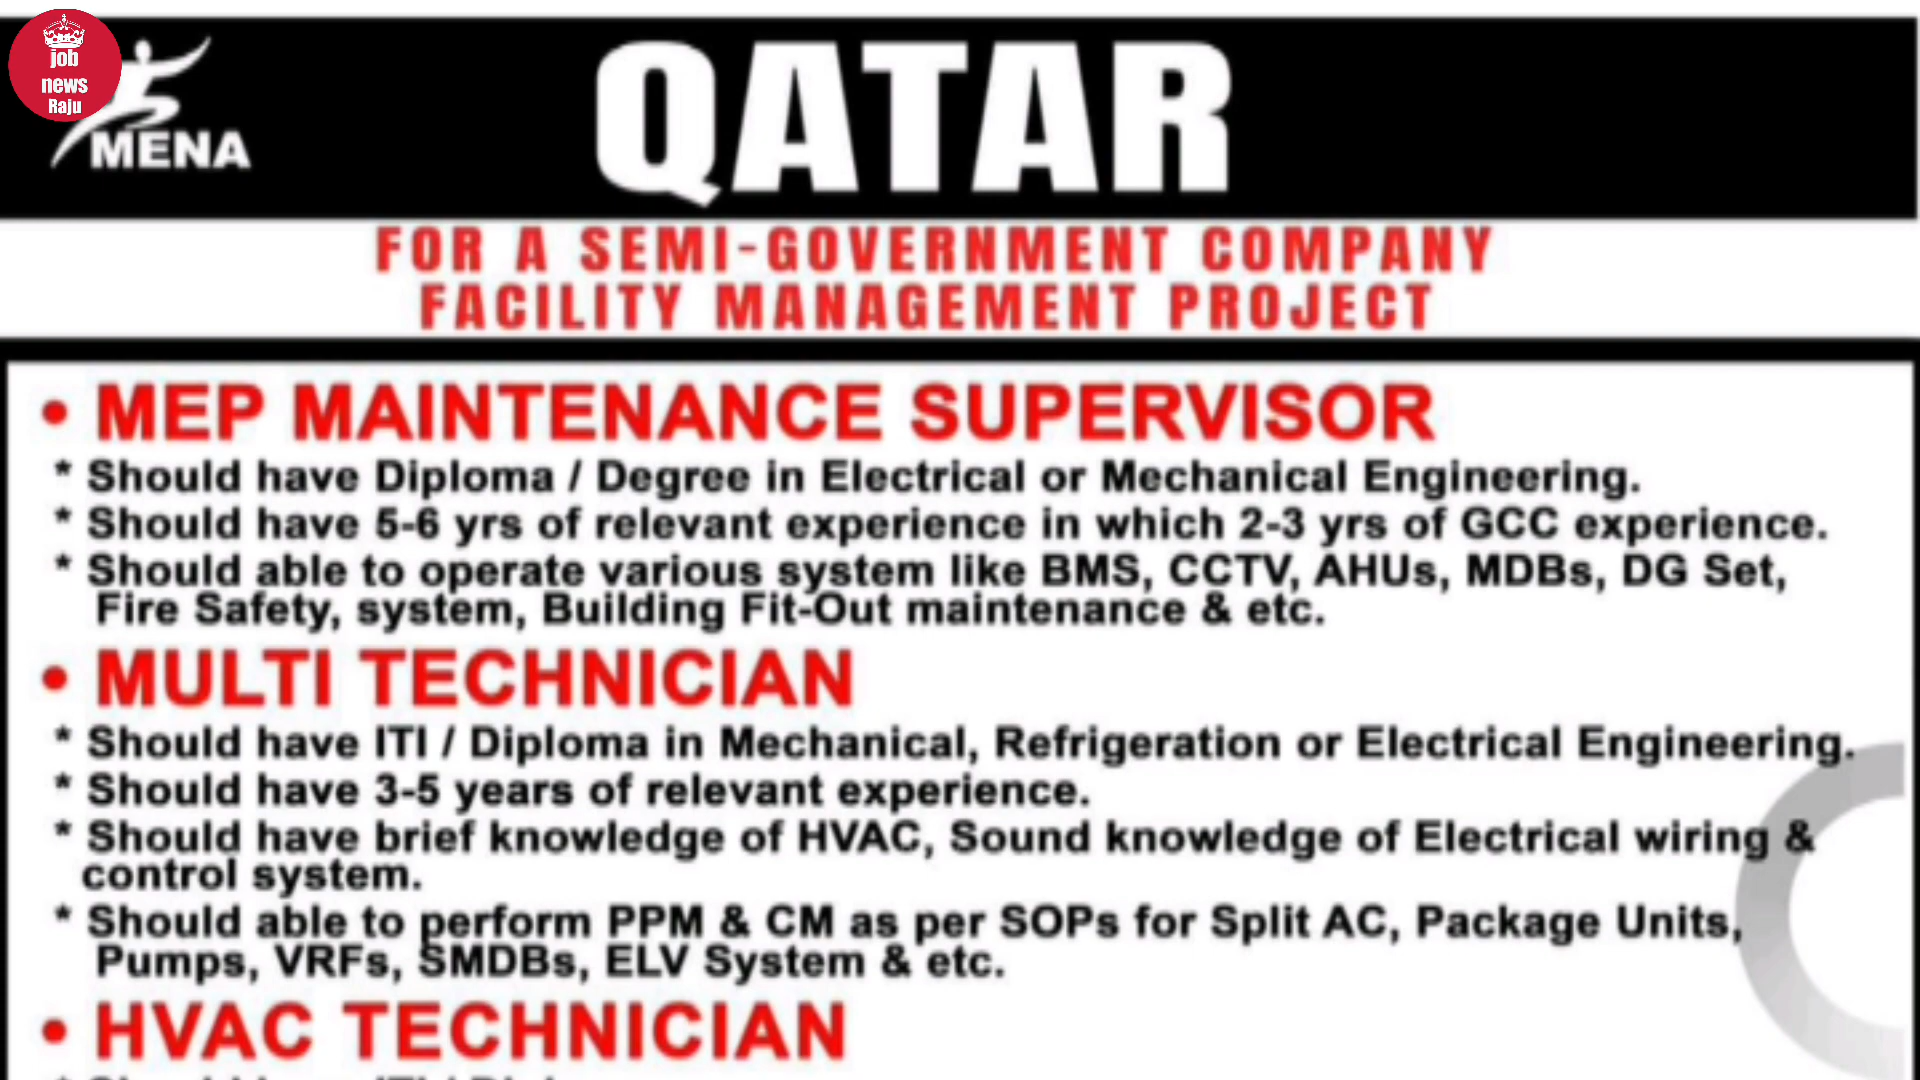 job
news
Raju
MENA
QATAR
FOR A SEMI-GOVERNMENT COMPANY
FACILITY MANAGEMENT PROJECT
• MEP MAINTENANCE SUPERVISOR
* Should have Diploma / Degree in Electrical or Mechanical Engineering.
* Should have 5-6 yrs of relevant experience in which 2-3 yrs of GCC experience.
* Should able to operate various system like BMS, CCTV, AHUs, MDBs, DG Set,
Fire Safety, system, Building Fit-Out maintenance & etc.
• MULTI TECHNICIAN
* Should have ITI / Diploma in Mechanical, Refrigeration or Electrical Engineering.
* Should have 3-5 years of relevant experience.
* Should have brief knowledge of HVAC, Sound knowledge of Electrical wiring &
control system.
* Should able to perform PPM & CM as per SOPs for Split AC, Package Units,
Pumps, VRFs, SMDBs, ELV System & etc.
• HVAC TECHNICIAN